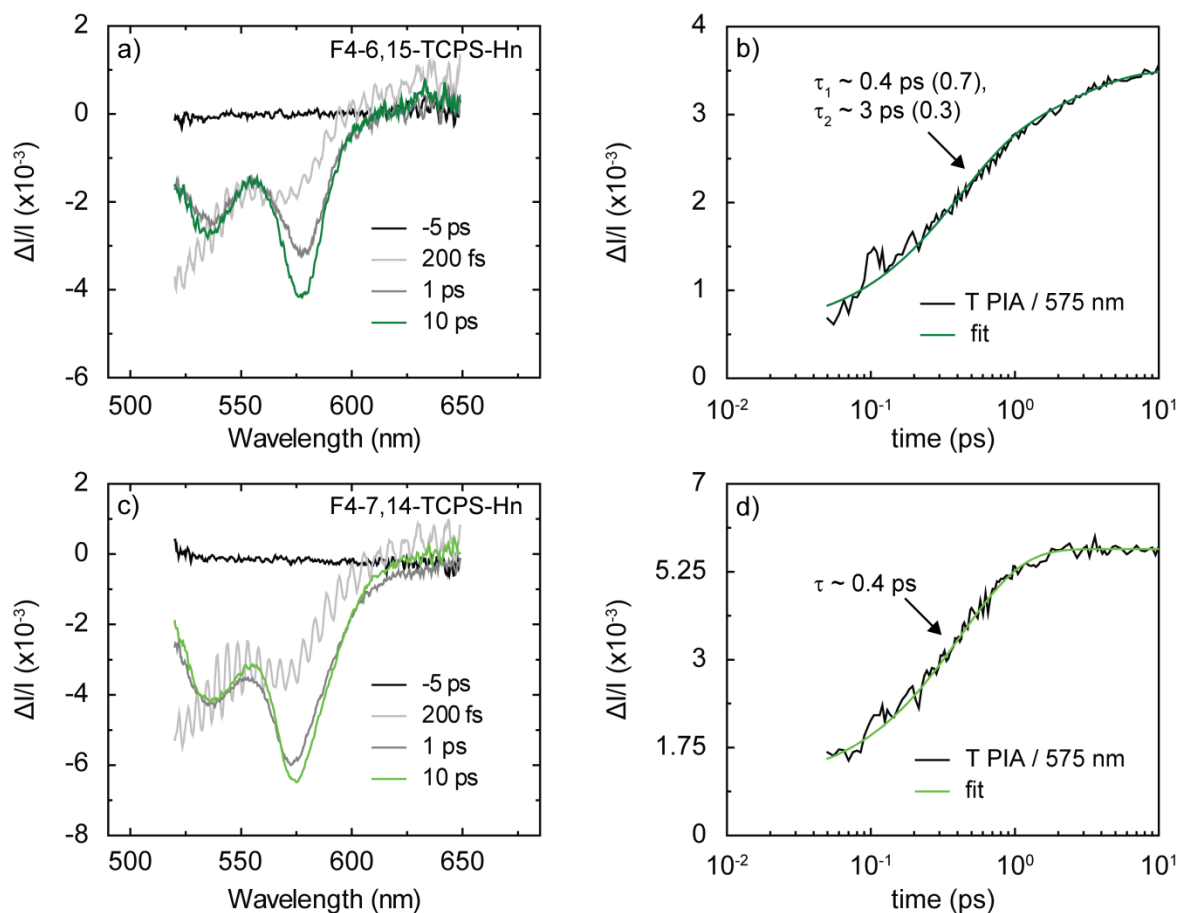 a)
F4-6,15-TCPS-Hn
2
0
-2
-4
-6
ΔI/I (x10⁻³)
-5 ps
200 fs
1 ps
10 ps
500
550
600
650
Wavelength (nm)
b)
4
3
2
1
0
ΔI/I (x10⁻³)
τ₁ ~ 0.4 ps (0.7),
τ₂ ~ 3 ps (0.3)
T PIA / 575 nm
fit
10⁻²
10⁻¹
10⁰
10¹
time (ps)
c)
F4-7,14-TCPS-Hn
2
0
-2
-4
-6
-8
ΔI/I (x10⁻³)
-5 ps
200 fs
1 ps
10 ps
500
550
600
650
Wavelength (nm)
d)
7
5.25
3
1.75
0
ΔI/I (x10⁻³)
τ ~ 0.4 ps
T PIA / 575 nm
fit
10⁻²
10⁻¹
10⁰
10¹
time (ps)